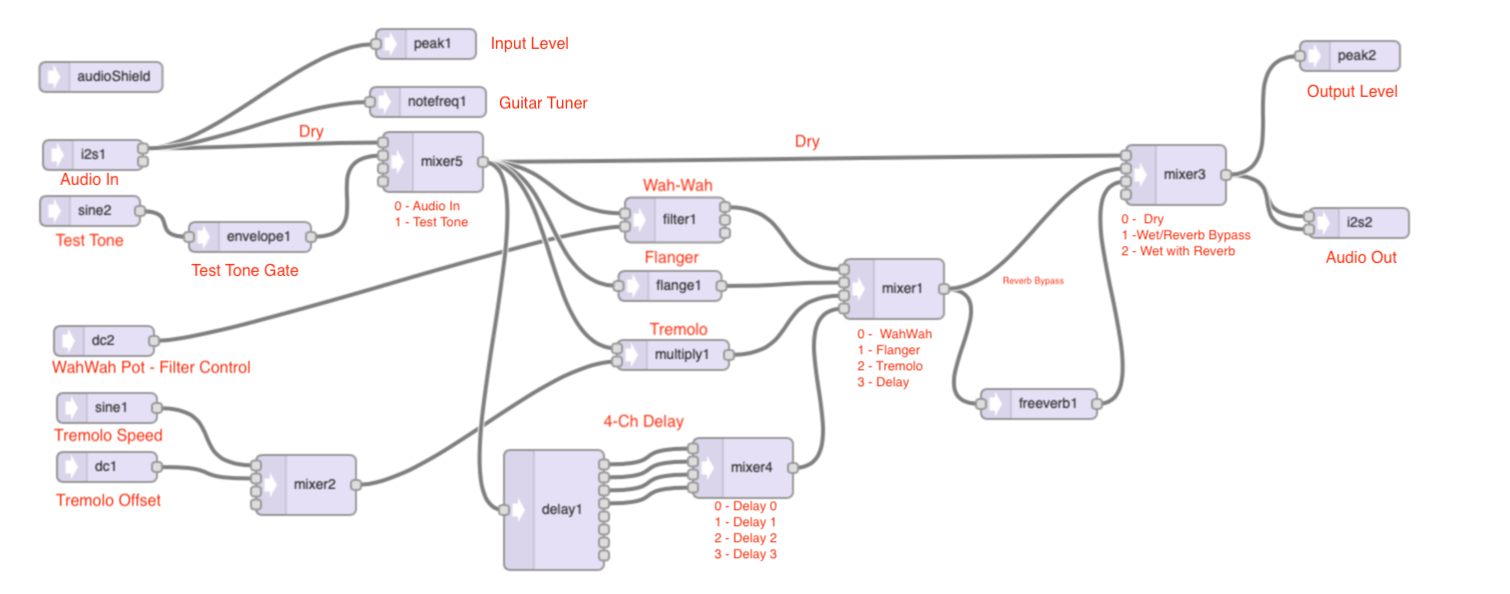 peak1
Input Level
audioShield
notefreq1
Guitar Tuner
i2s1
Audio In
Dry
mixer5
0 - Audio In
1 - Test Tone
sine2
Test Tone
envelope1
Test Tone Gate
Dry
Wah-Wah
filter1
Flanger
flange1
Tremolo
multiply1
dc2
WahWah Pot - Filter Control
sine1
Tremolo Speed
dc1
Tremolo Offset
mixer2
4-Ch Delay
delay1
mixer4
0 - Delay 0
1 - Delay 1
2 - Delay 2
3 - Delay 3
mixer1
0 -  WahWah
1 - Flanger
2 - Tremolo
3 - Delay
Reverb Bypass
freeverb1
mixer3
0 -  Dry
1 -Wet/Reverb Bypass
2 - Wet with Reverb
peak2
Output Level
i2s2
Audio Out